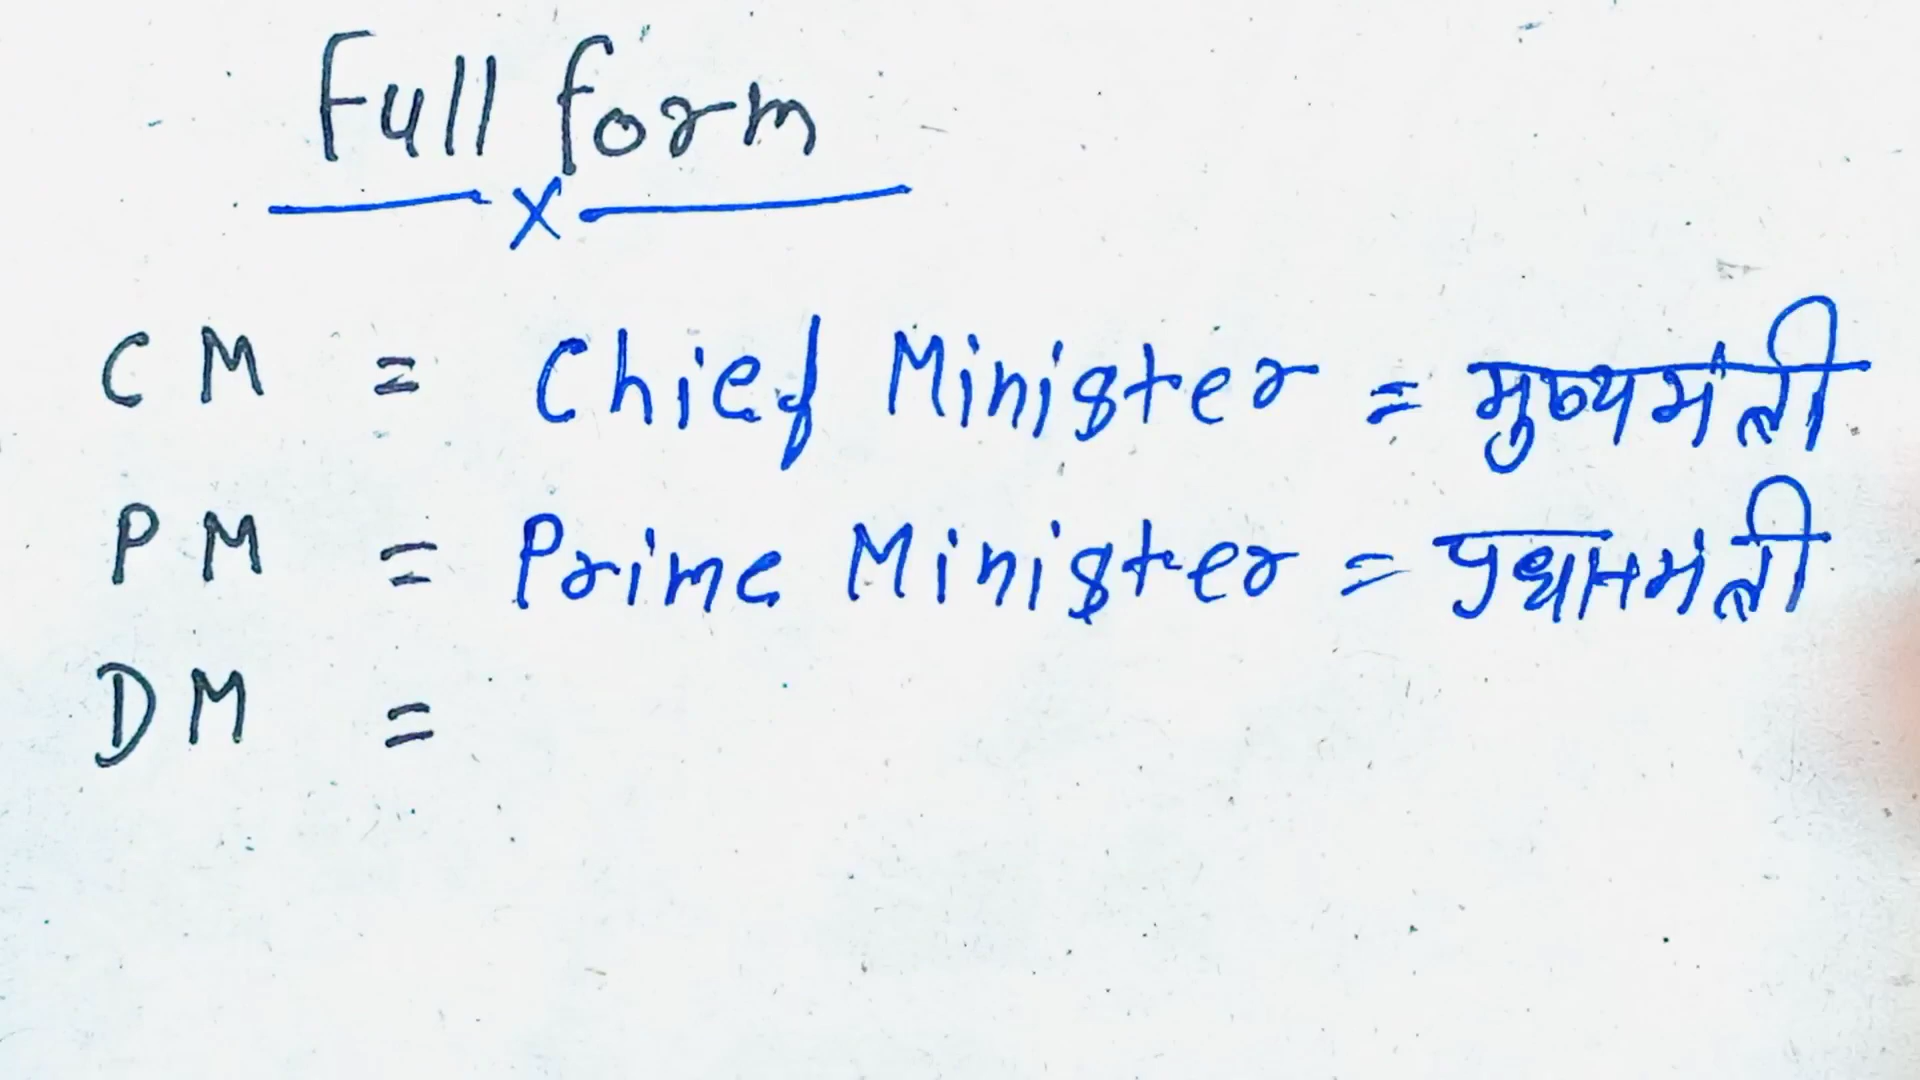 Full form
x
CM = Chief Minister = मुख्यमंत्री
PM = Prime Minister = प्रधानमंत्री
DM =